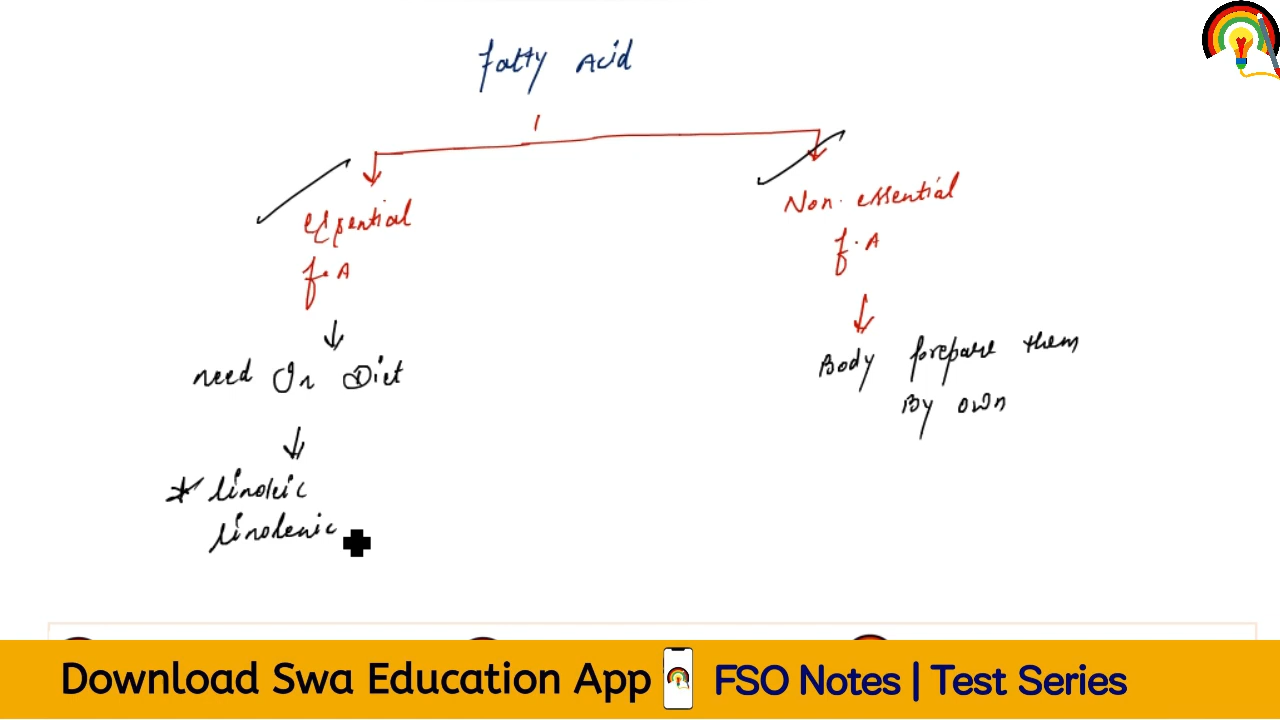 Fatty Acid
Essential
f.A
need In Diet
* linoleic
linolenic
Non. essential
f.A
Body prepare them
By own
Download Swa Education App FSO Notes | Test Series